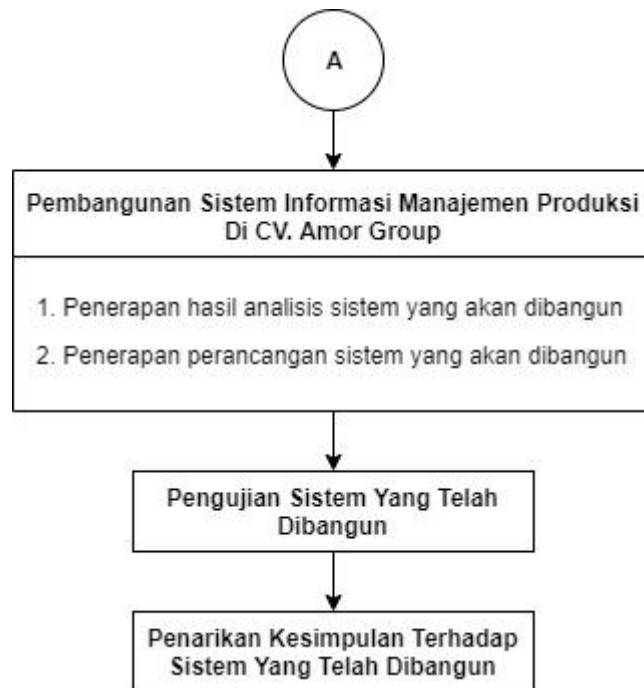 A
Pembangunan Sistem Informasi Manajemen Produksi
Di CV. Amor Group
1. Penerapan hasil analisis sistem yang akan dibangun
2. Penerapan perancangan sistem yang akan dibangun
Pengujian Sistem Yang Telah
Dibangun
Penarikan Kesimpulan Terhadap
Sistem Yang Telah Dibangun